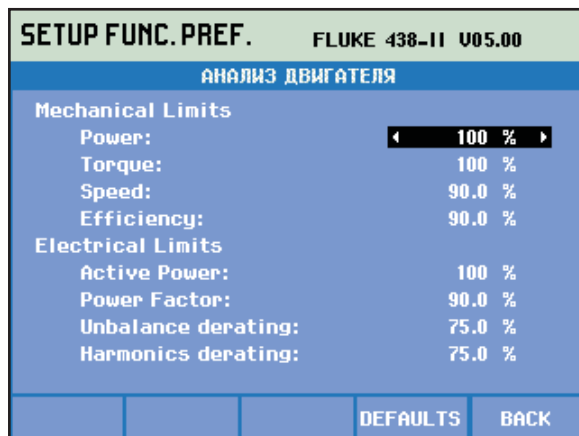 SETUP FUNC. PREF. FLUKE 438-II V05.00
АНАЛИЗ ДВИГАТЕЛЯ
Mechanical Limits
Power: 100 %
Torque: 100 %
Speed: 90.0 %
Efficiency: 90.0 %
Electrical Limits
Active Power: 100 %
Power Factor: 90.0 %
Unbalance derating: 75.0 %
Harmonics derating: 75.0 %
DEFAULTS BACK